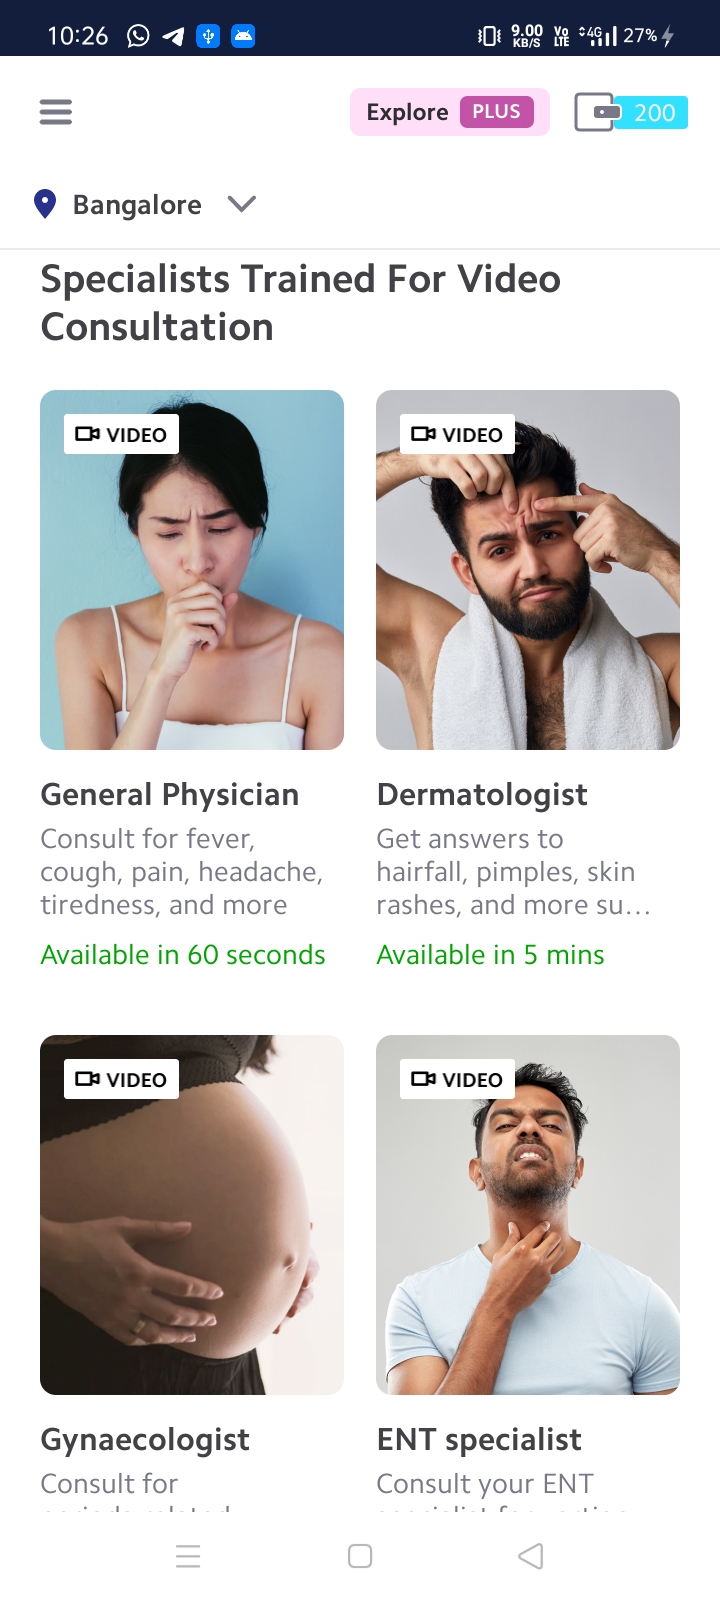 10:26
9.00 KB/S
Vo LTE
4G
27%
Explore PLUS
200
Bangalore
Specialists Trained For Video
Consultation
VIDEO
VIDEO
General Physician
Consult for fever,
cough, pain, headache,
tiredness, and more
Available in 60 seconds
Dermatologist
Get answers to
hairfall, pimples, skin
rashes, and more su...
Available in 5 mins
VIDEO
VIDEO
Gynaecologist
Consult for
ENT specialist
Consult your ENT